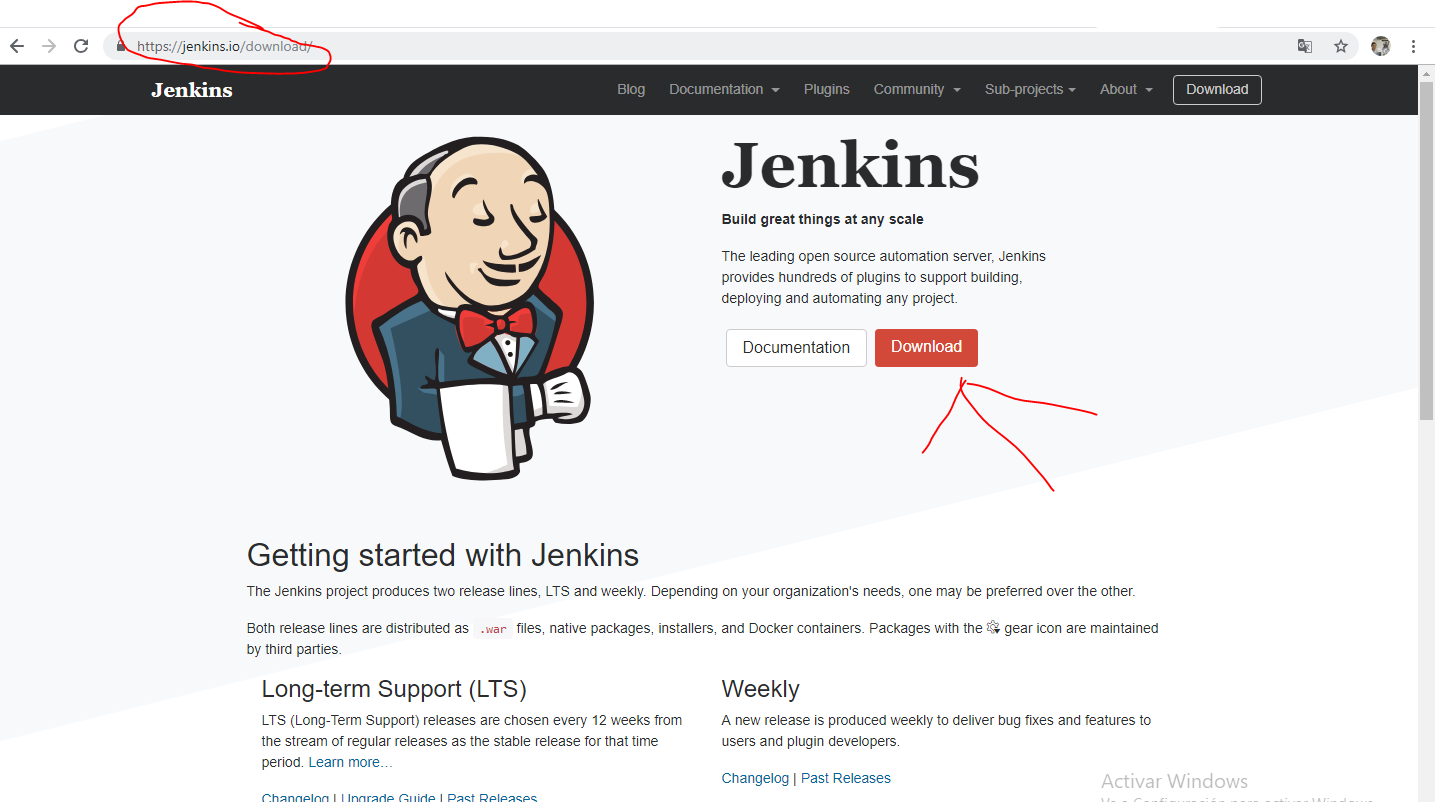 https://jenkins.io/download/
Jenkins
Blog Documentation Plugins Community Sub-projects About Download
Jenkins
Build great things at any scale
The leading open source automation server, Jenkins
provides hundreds of plugins to support building,
deploying and automating any project.
Documentation Download
Getting started with Jenkins
The Jenkins project produces two release lines, LTS and weekly. Depending on your organization's needs, one may be preferred over the other.
Both release lines are distributed as .war files, native packages, installers, and Docker containers. Packages with the gear icon are maintained
by third parties.
Long-term Support (LTS)
LTS (Long-Term Support) releases are chosen every 12 weeks from
the stream of regular releases as the stable release for that time
period. Learn more…
Changelog | Upgrade Guide | Past Releases
Weekly
A new release is produced weekly to deliver bug fixes and features to
users and plugin developers.
Changelog | Past Releases
Activar Windows
Ve a Configuración para activar Windows